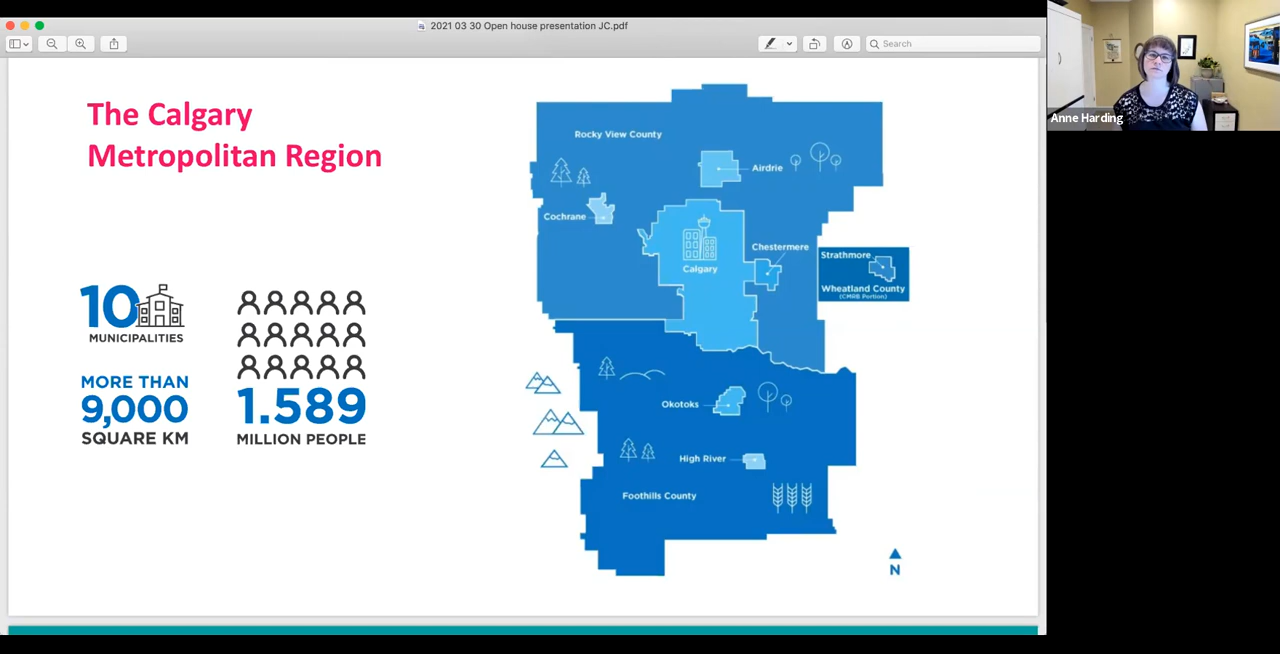 2021 03 30 Open house presentation JC.pdf
Search
Anne Harding
The Calgary
Metropolitan Region
10
MUNICIPALITIES
MORE THAN
9,000
SQUARE KM
1.589
MILLION PEOPLE
Rocky View County
Airdrie
Cochrane
Calgary
Chestermere
Strathmore
Wheatland County
(CMRB Portion)
Okotoks
High River
Foothills County
N